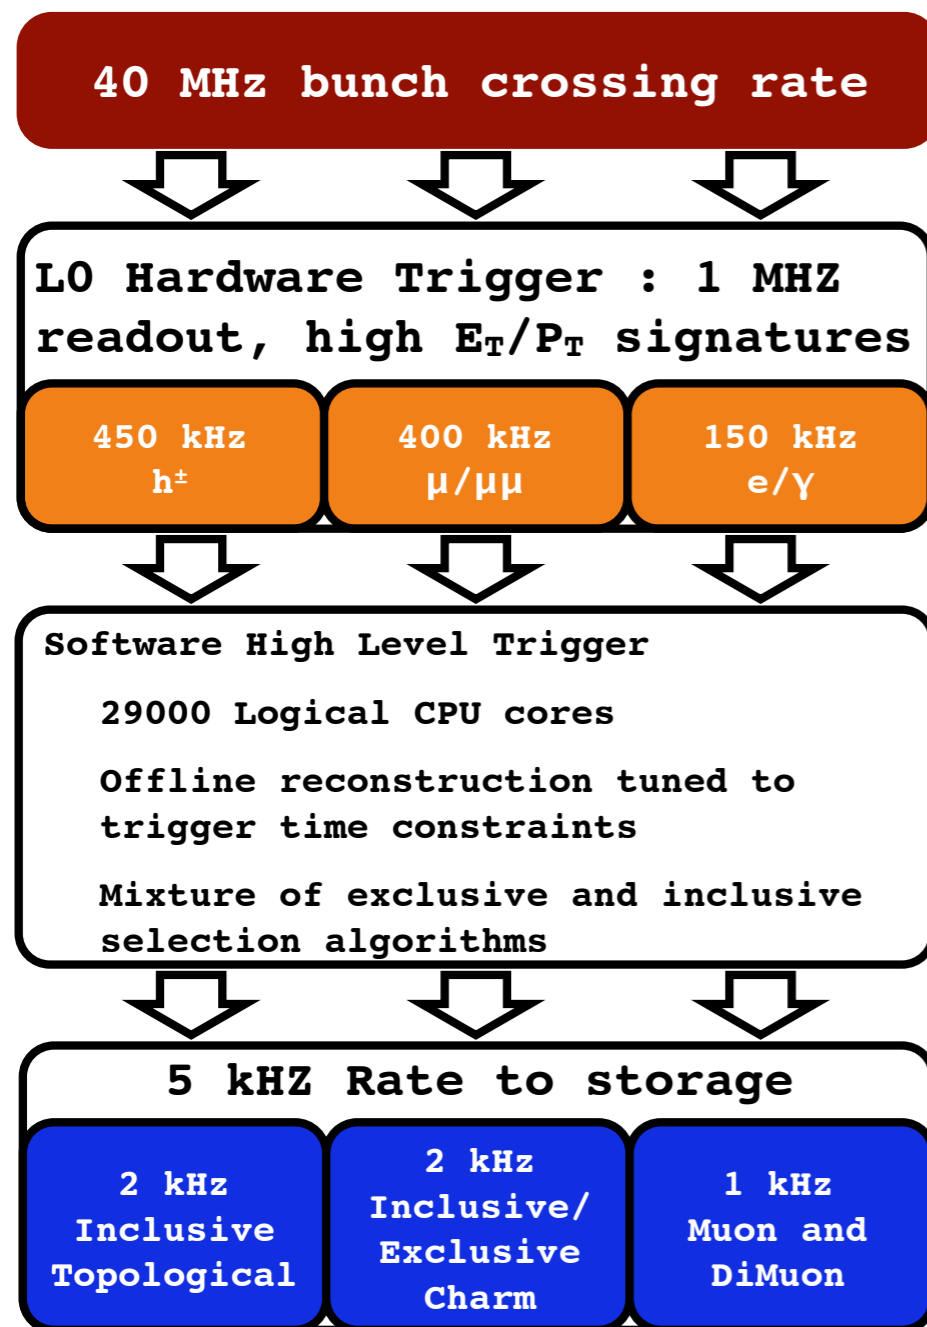 40 MHz bunch crossing rate
L0 Hardware Trigger : 1 MHZ
readout, high E_T/P_T signatures
450 kHz
h±
400 kHz
μ/μμ
150 kHz
e/γ
Software High Level Trigger
29000 Logical CPU cores
Offline reconstruction tuned to
trigger time constraints
Mixture of exclusive and inclusive
selection algorithms
5 kHZ Rate to storage
2 kHz
Inclusive
Topological
2 kHz
Inclusive/
Exclusive
Charm
1 kHz
Muon and
DiMuon